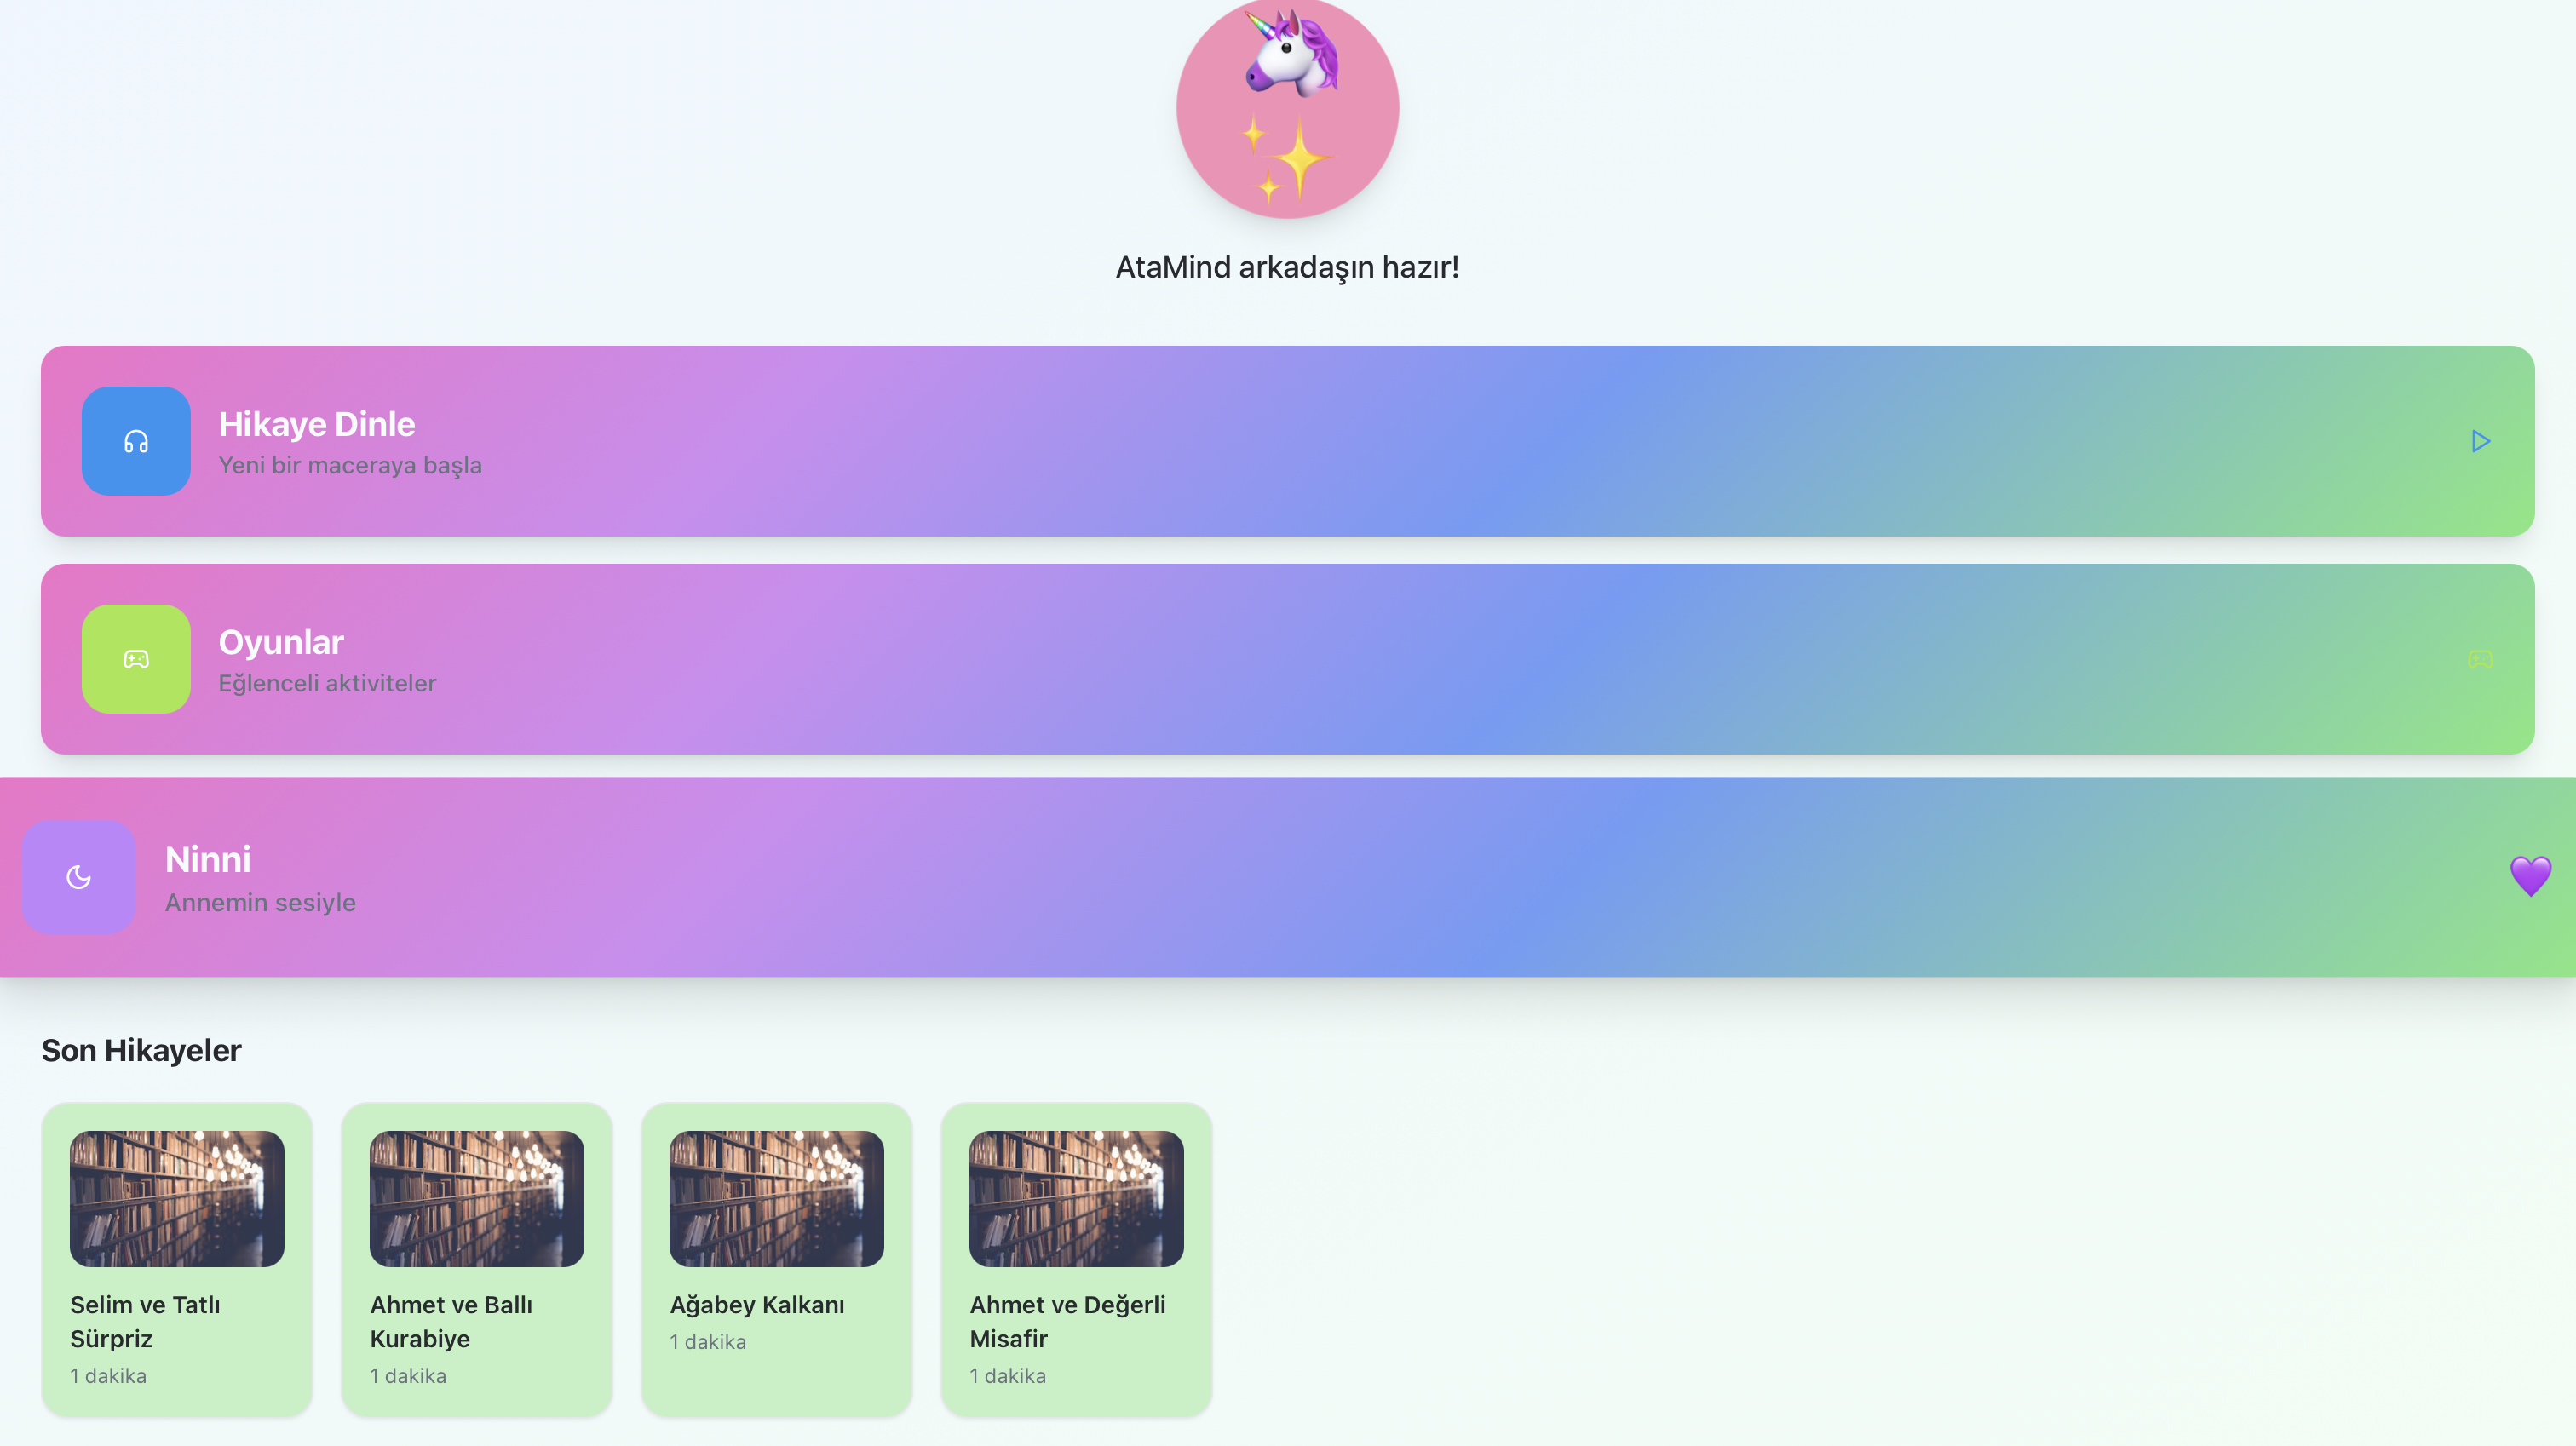 AtaMind arkadaşın hazır!
Hikaye Dinle
Yeni bir maceraya başla
Oyunlar
Eğlenceli aktiviteler
Ninni
Annemin sesiyle
Son Hikayeler
Selim ve Tatlı
Sürpriz
1 dakika
Ahmet ve Ballı
Kurabiye
1 dakika
Ağabey Kalkanı
1 dakika
Ahmet ve Değerli
Misafir
1 dakika